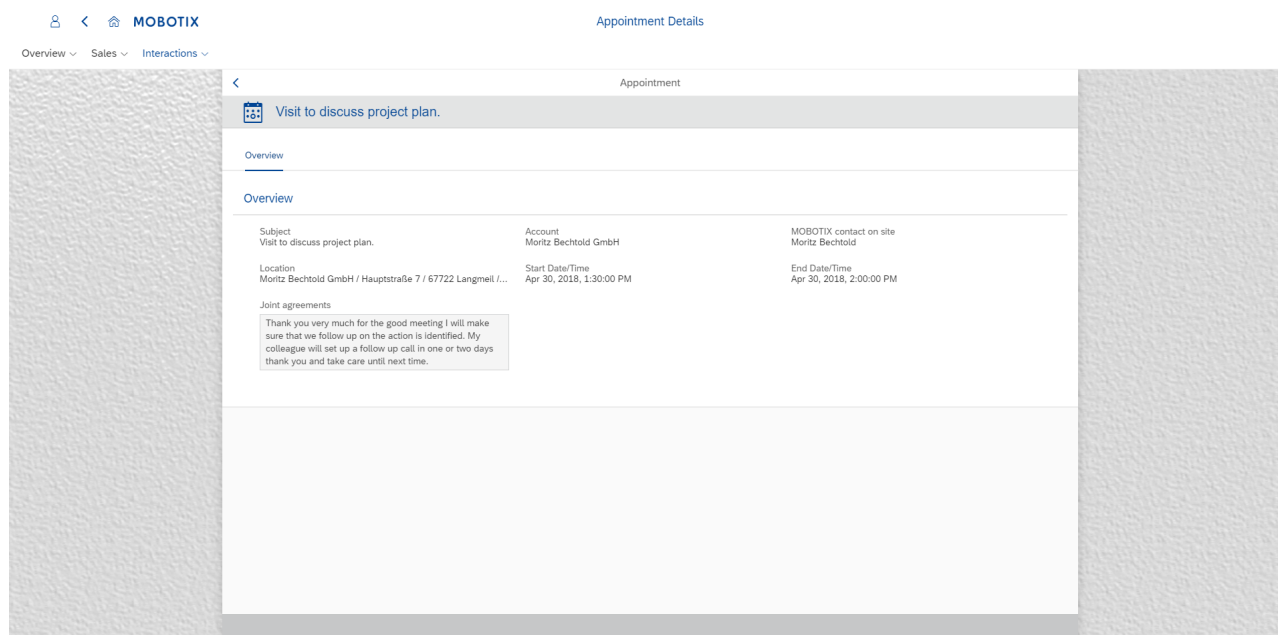 MOBOTIX
Appointment Details
Overview Sales Interactions
Appointment
Visit to discuss project plan.
Overview
Overview
Subject
Visit to discuss project plan.
Account
Moritz Bechtold GmbH
MOBOTIX contact on site
Moritz Bechtold
Location
Moritz Bechtold GmbH / Hauptstraße 7 / 67722 Langmeil /...
Start Date/Time
Apr 30, 2018, 1:30:00 PM
End Date/Time
Apr 30, 2018, 2:00:00 PM
Joint agreements
Thank you very much for the good meeting I will make
sure that we follow up on the action is identified. My
colleague will set up a follow up call in one or two days
thank you and take care until next time.